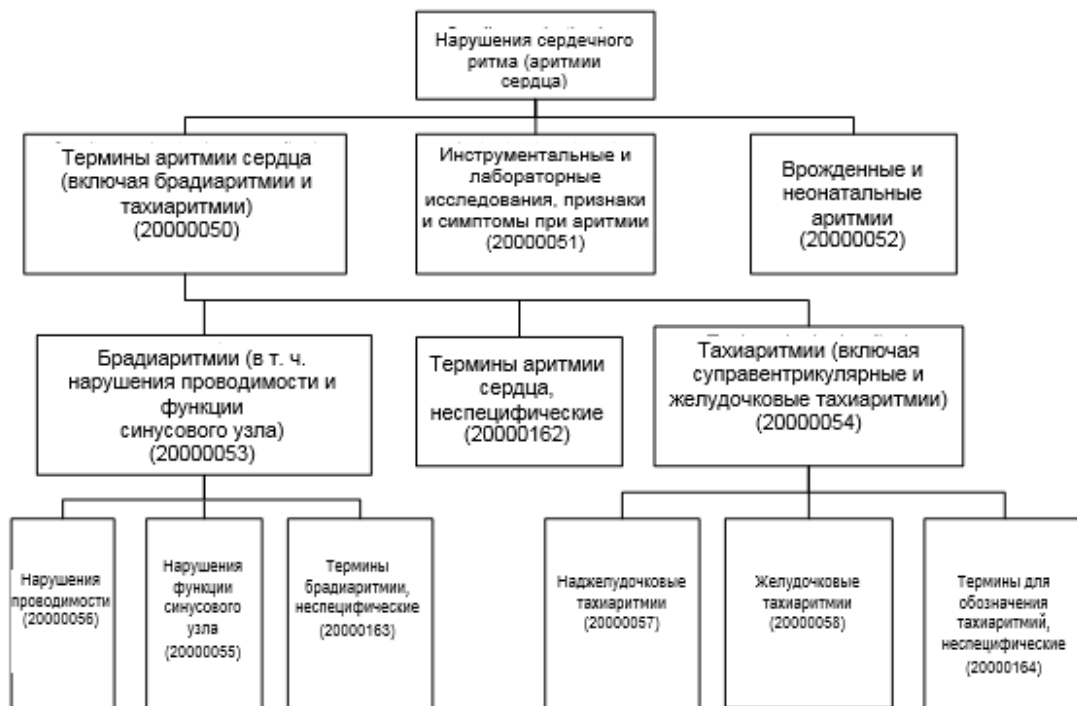 Нарушения сердечного
ритма (аритмии
сердца)
Термины аритмии сердца
(включая брадиаритмии и
тахиаритмии)
(20000050)
Инструментальные и
лабораторные
исследования, признаки
и симптомы при аритмии
(20000051)
Врожденные и
неонатальные
аритмии
(20000052)
Брадиаритмии (в т. ч.
нарушения проводимости и
функции
синусового узла)
(20000053)
Термины аритмии
сердца,
неспецифические
(20000162)
Тахиаритмии (включая
суправентрикулярные и
желудочковые тахиаритмии)
(20000054)
Нарушения
проводимости
(20000056)
Нарушения
функции
синусового
узла
(20000055)
Термины
брадиаритмии,
неспецифические
(20000163)
Наджелудочковые
тахиаритмии
(20000057)
Желудочковые
тахиаритмии
(20000058)
Термины для
обозначения
тахиаритмий,
неспецифические
(20000164)